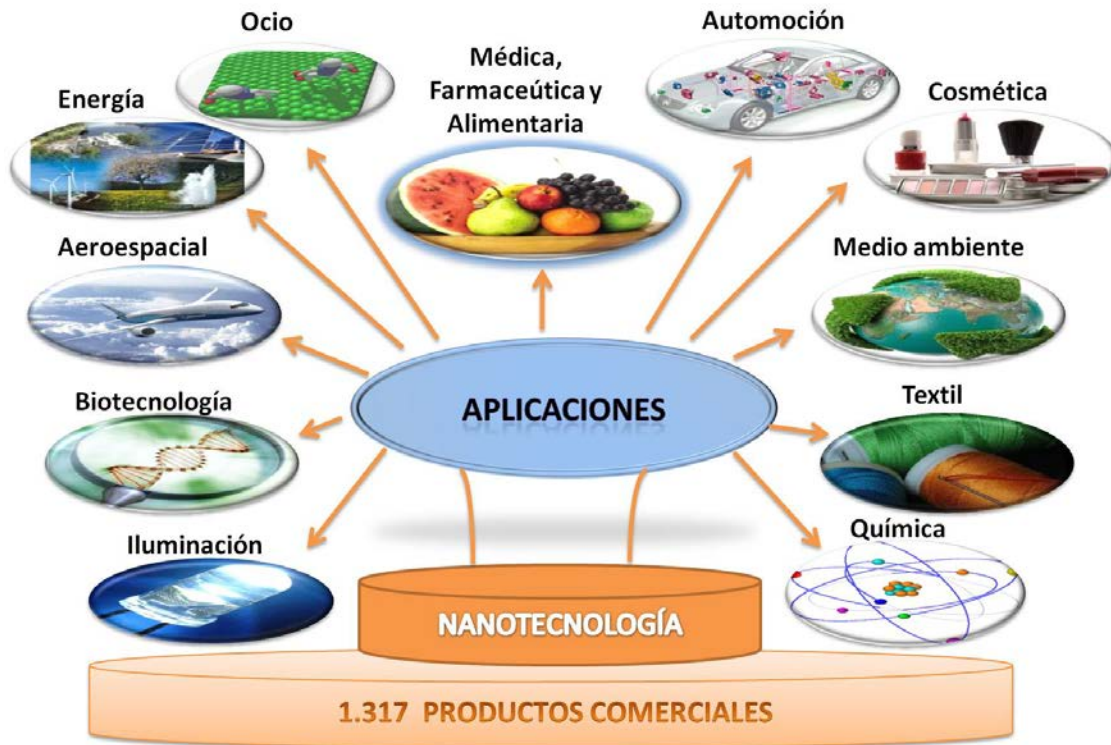 Ocio
Médica,
Farmaceútica y
Alimentaria
Automoción
Energía
Cosmética
Aeroespacial
Medio ambiente
APLICACIONES
Biotecnología
Textil
Iluminación
Química
NANOTECNOLOGÍA
1.317 PRODUCTOS COMERCIALES